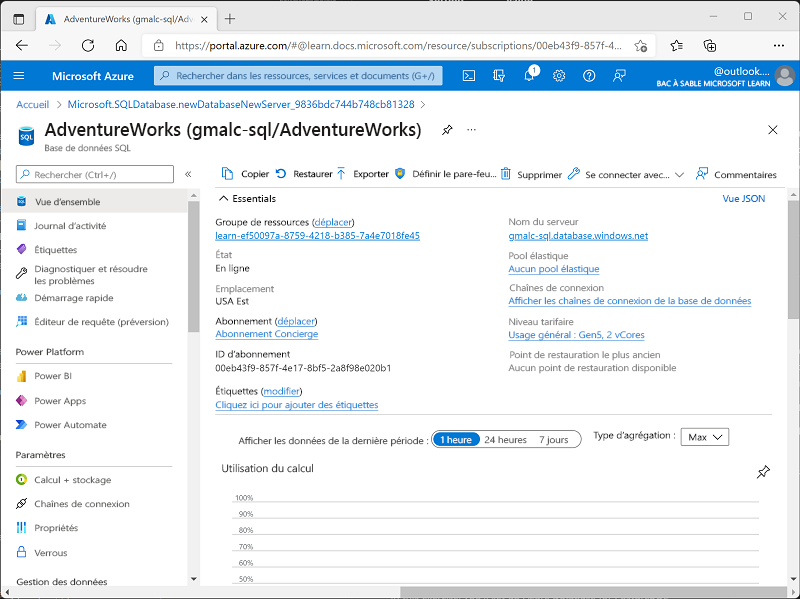 AdventureWorks (gmalc-sql/Adv
https://portal.azure.com/#@learn.docs.microsoft.com/resource/subscriptions/00eb43f9-857f-4...
Microsoft Azure
Rechercher dans les ressources, services et documents (G+/)
1
@outlook....
BAC À SABLE MICROSOFT LEARN
Accueil
Microsoft.SQLDatabase.newDatabaseNewServer_9836bdc744b748cb81328
SQL
AdventureWorks (gmalc-sql/AdventureWorks)
Base de données SQL
Rechercher (Ctrl+/)
Copier
Restaurer
Exporter
Définir le pare-feu...
Supprimer
Se connecter avec...
Commentaires
Vue d'ensemble
Journal d'activité
Étiquettes
Diagnostiquer et résoudre
les problèmes
Démarrage rapide
Éditeur de requête (préversion)
Power Platform
Power BI
Power Apps
Power Automate
Paramètres
Calcul + stockage
Chaînes de connexion
Propriétés
Verrous
Gestion des données
Essentials
Vue JSON
Groupe de ressources (déplacer)
learn-ef50097a-8759-4218-b385-7a4e7018fe45
État
En ligne
Emplacement
USA Est
Abonnement (déplacer)
Abonnement Concierge
ID d'abonnement
00eb43f9-857f-4e17-8bf5-2a8f98e020b1
Étiquettes (modifier)
Cliquez ici pour ajouter des étiquettes
Nom du serveur
gmalc-sql.database.windows.net
Pool élastique
Aucun pool élastique
Chaînes de connexion
Afficher les chaînes de connexion de la base de données
Niveau tarifaire
Usage général : Gen5, 2 vCores
Point de restauration le plus ancien
Aucun point de restauration disponible
Afficher les données de la dernière période :
1 heure
24 heures
7 jours
Type d'agrégation :
Max
Utilisation du calcul
100%
90%
80%
70%
60%
50%